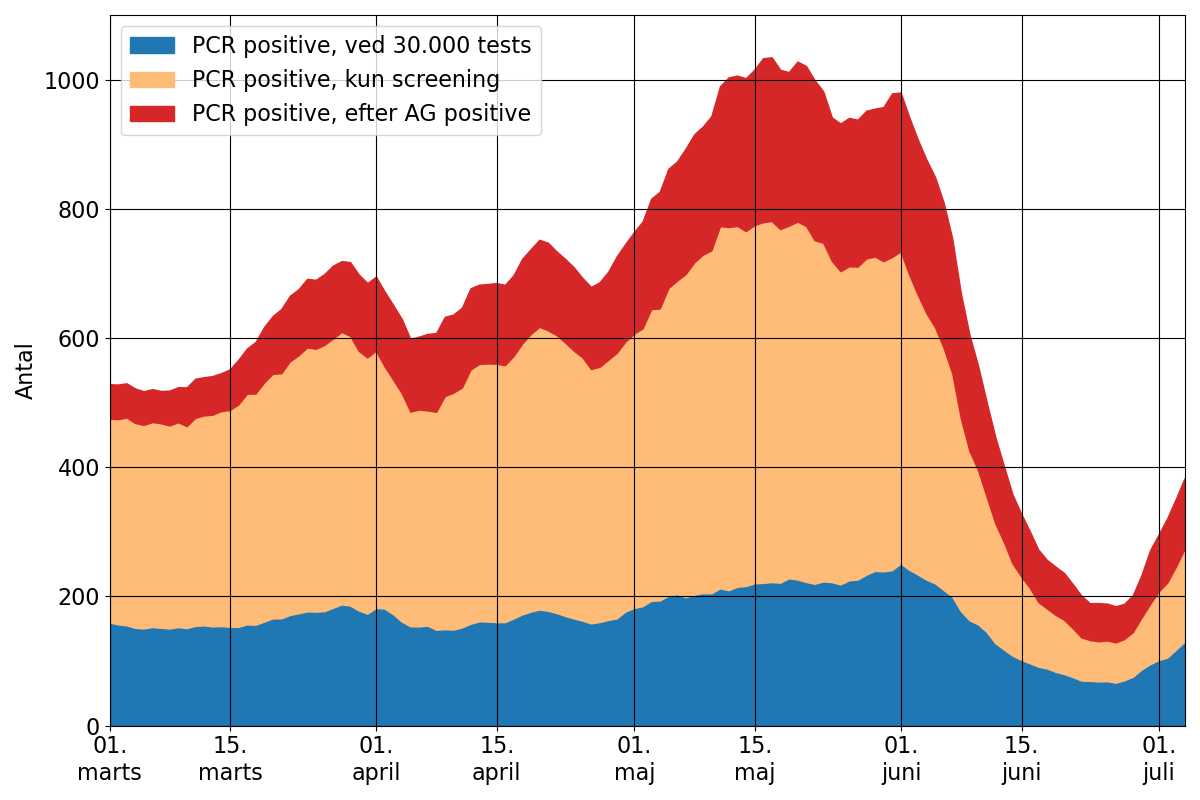 PCR positive, ved 30.000 tests
PCR positive, kun screening
PCR positive, efter AG positive
Antal
1000
800
600
400
200
0
01. 15. 01. 15. 01. 15. 01. 15. 01.
marts marts april april maj maj juni juni juli